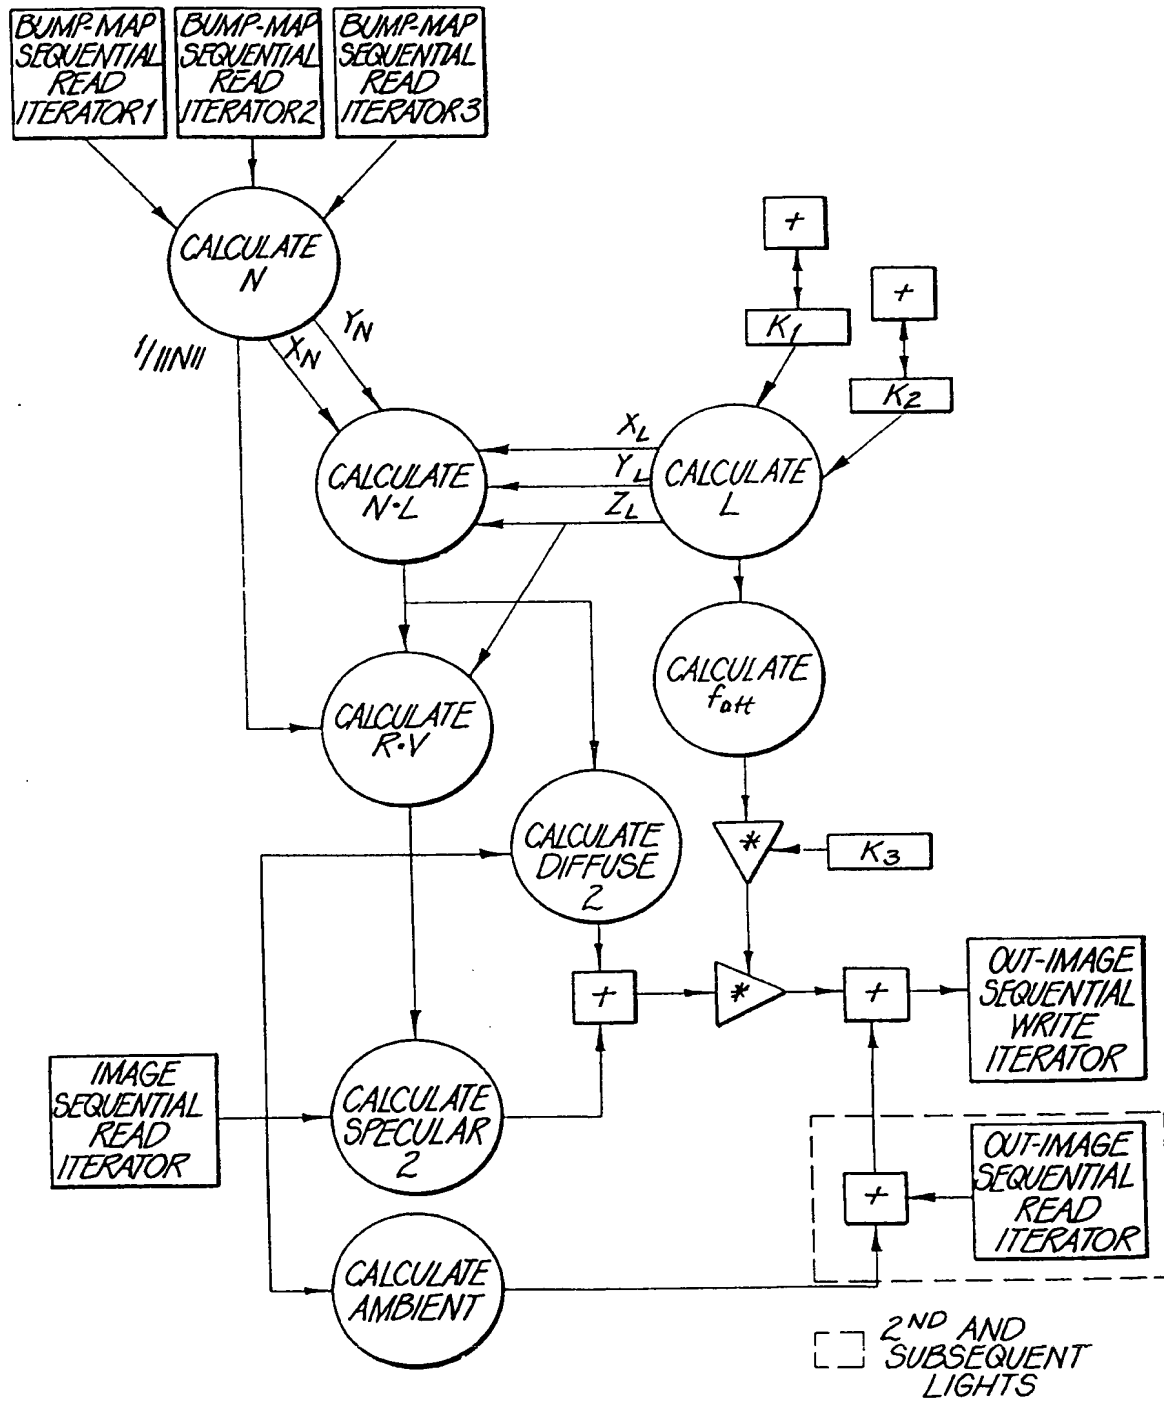 BUMP-MAP
SEQUENTIAL
READ
ITERATOR1
BUMP-MAP
SEQUENTIAL
READ
ITERATOR2
BUMP-MAP
SEQUENTIAL
READ
ITERATOR3
CALCULATE
N
+
K1
+
K2
1/||N||
XN
YN
CALCULATE
N·L
XL
YL
ZL
CALCULATE
L
CALCULATE
R·V
CALCULATE
fatt
CALCULATE
DIFFUSE
2
*
K3
+
*
+
OUT-IMAGE
SEQUENTIAL
WRITE
ITERATOR
IMAGE
SEQUENTIAL
READ
ITERATOR
CALCULATE
SPECULAR
2
+
OUT-IMAGE
SEQUENTIAL
READ
ITERATOR
CALCULATE
AMBIENT
2ND AND
SUBSEQUENT
LIGHTS